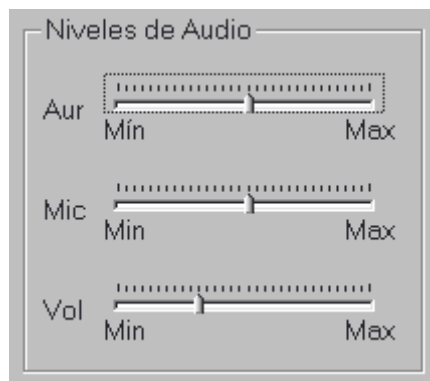 Niveles de Audio
Aur
Mín Max
Mic
Min Max
Vol
Min Max